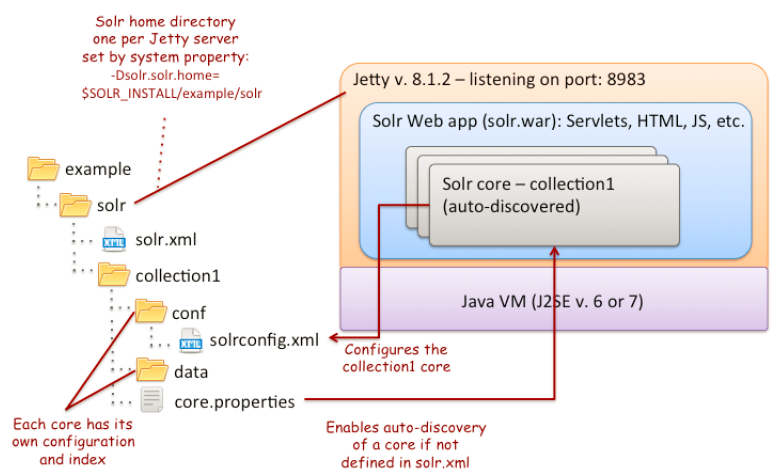 Solr home directory
one per Jetty server
set by system property:
-Dsolr.solr.home=
$SOLR_INSTALL/example/solr
Jetty v. 8.1.2 – listening on port: 8983
Solr Web app (solr.war): Servlets, HTML, JS, etc.
Solr core – collection1
(auto-discovered)
Java VM (J2SE v. 6 or 7)
example
solr
XML
solr.xml
collection1
conf
XML
solrconfig.xml
data
core.properties
Configures the
collection1 core
Each core has its
own configuration
and index
Enables auto-discovery
of a core if not
defined in solr.xml